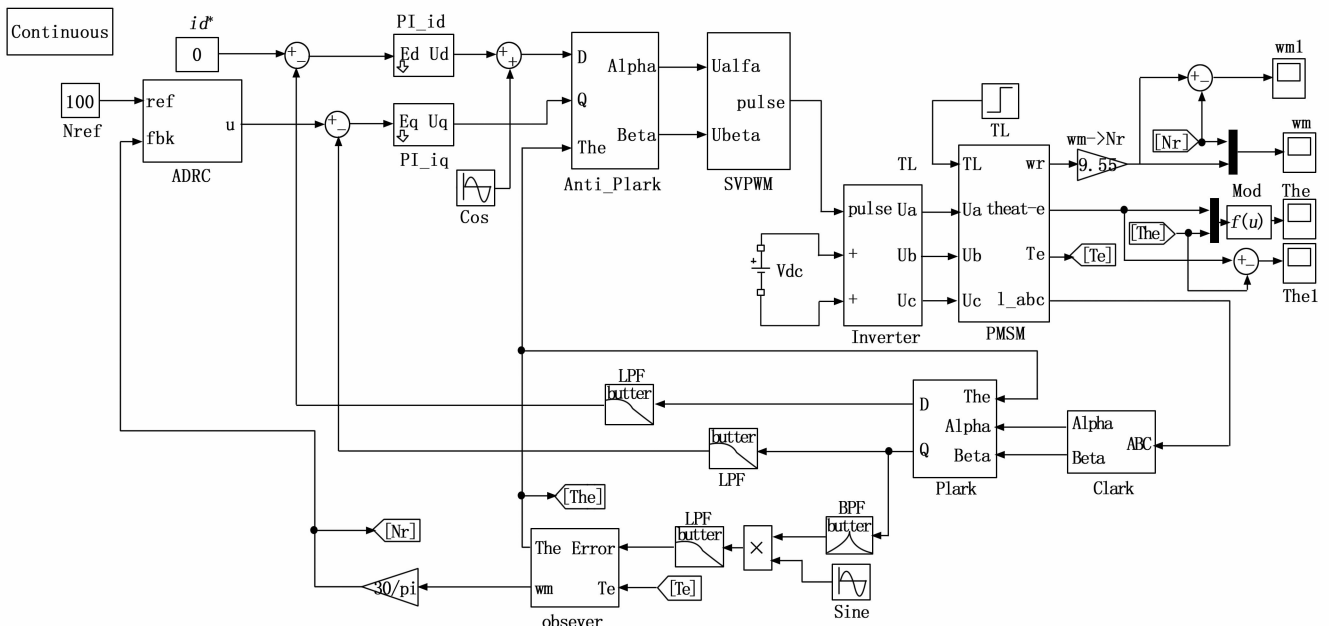 Continuous
id*
0
100
Nref
ref
fbk
u
ADRC
PI_id
Ed Ud
Eq Uq
PI_iq
Cos
D
Q
The
Alpha
Beta
Anti_Plark
Ualfa
Ubeta
pulse
SVPWM
pulse
Ua
Ub
Uc
Inverter
Vdc
TL
TL
TL
Ua
Ub
Uc
wr
theat-e
Te
l_abc
PMSM
wm->Nr
9.55
[Nr]
[The]
[Te]
wm1
wm
Mod
The
f(u)
The1
LPF
butter
butter
LPF
The
Alpha
Beta
D
Q
Plark
Alpha
Beta
ABC
Clark
[The]
[Nr]
30/pi
The Error
wm
Te
obsever
[Te]
LPF
butter
×
BPF
butter
Sine